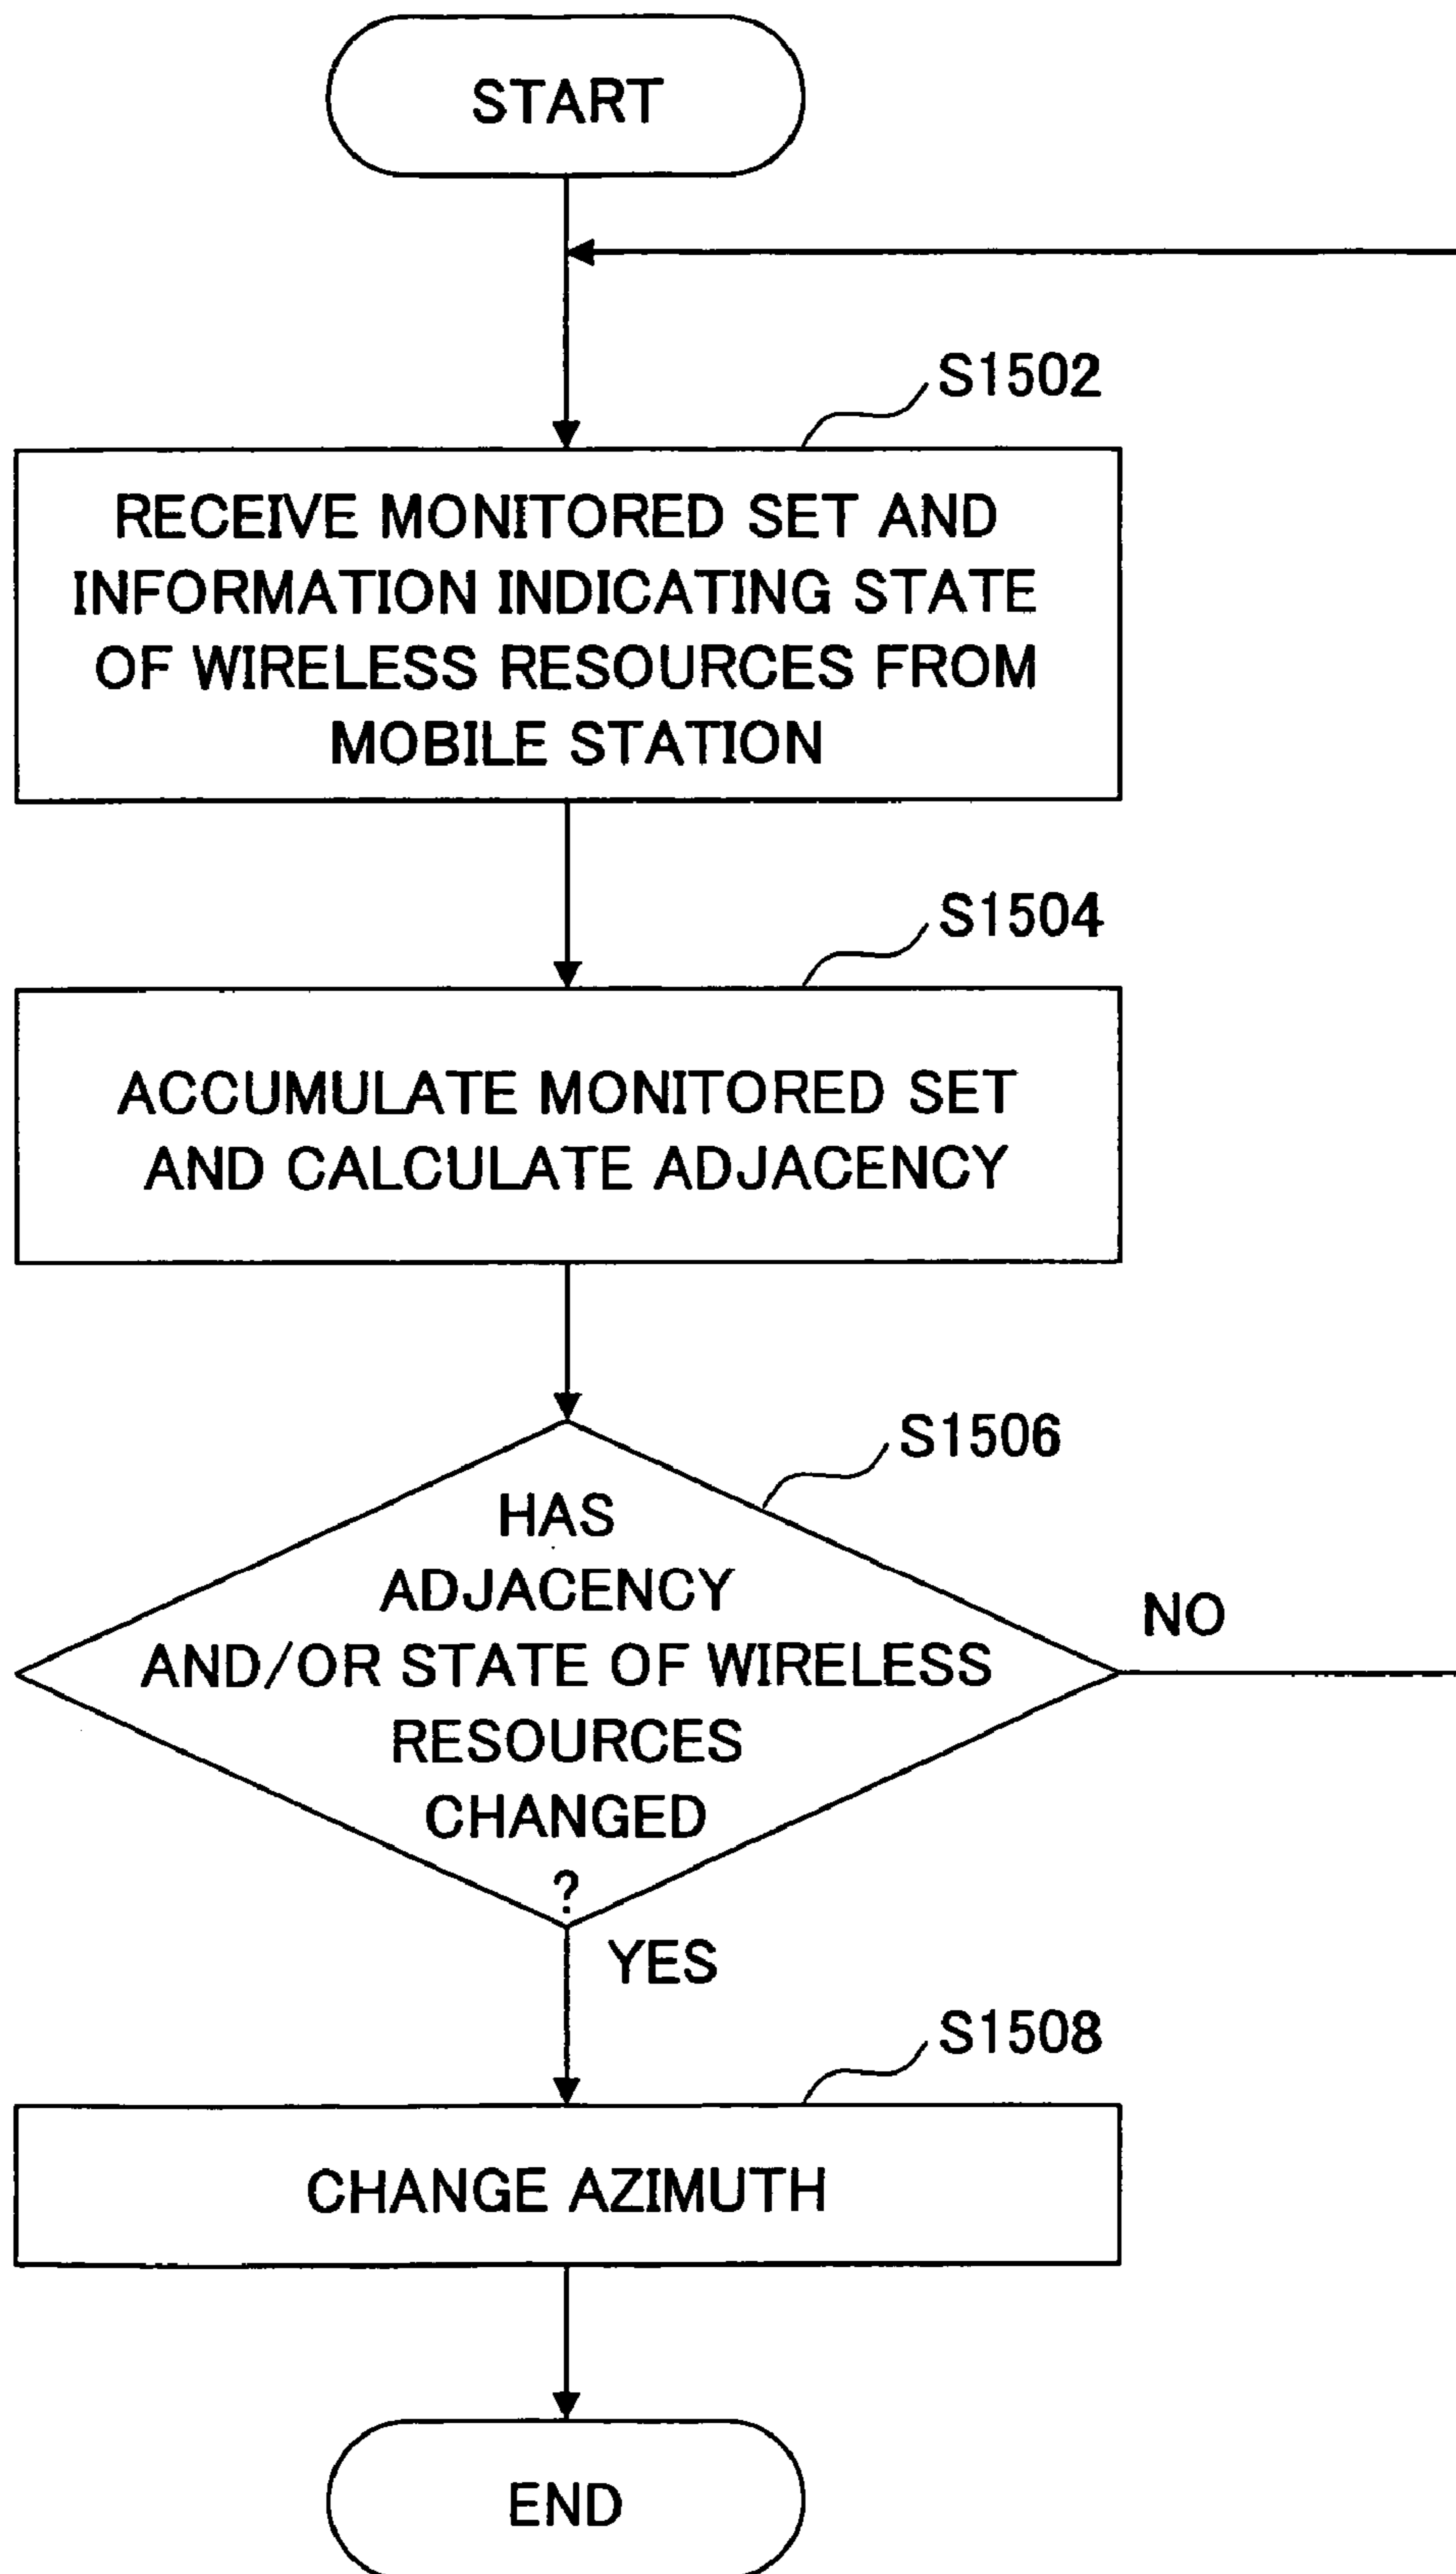 START
S1502
RECEIVE MONITORED SET AND
INFORMATION INDICATING STATE
OF WIRELESS RESOURCES FROM
MOBILE STATION
S1504
ACCUMULATE MONITORED SET
AND CALCULATE ADJACENCY
S1506
HAS
ADJACENCY
AND/OR STATE OF WIRELESS
RESOURCES
CHANGED
?
NO
YES
S1508
CHANGE AZIMUTH
END